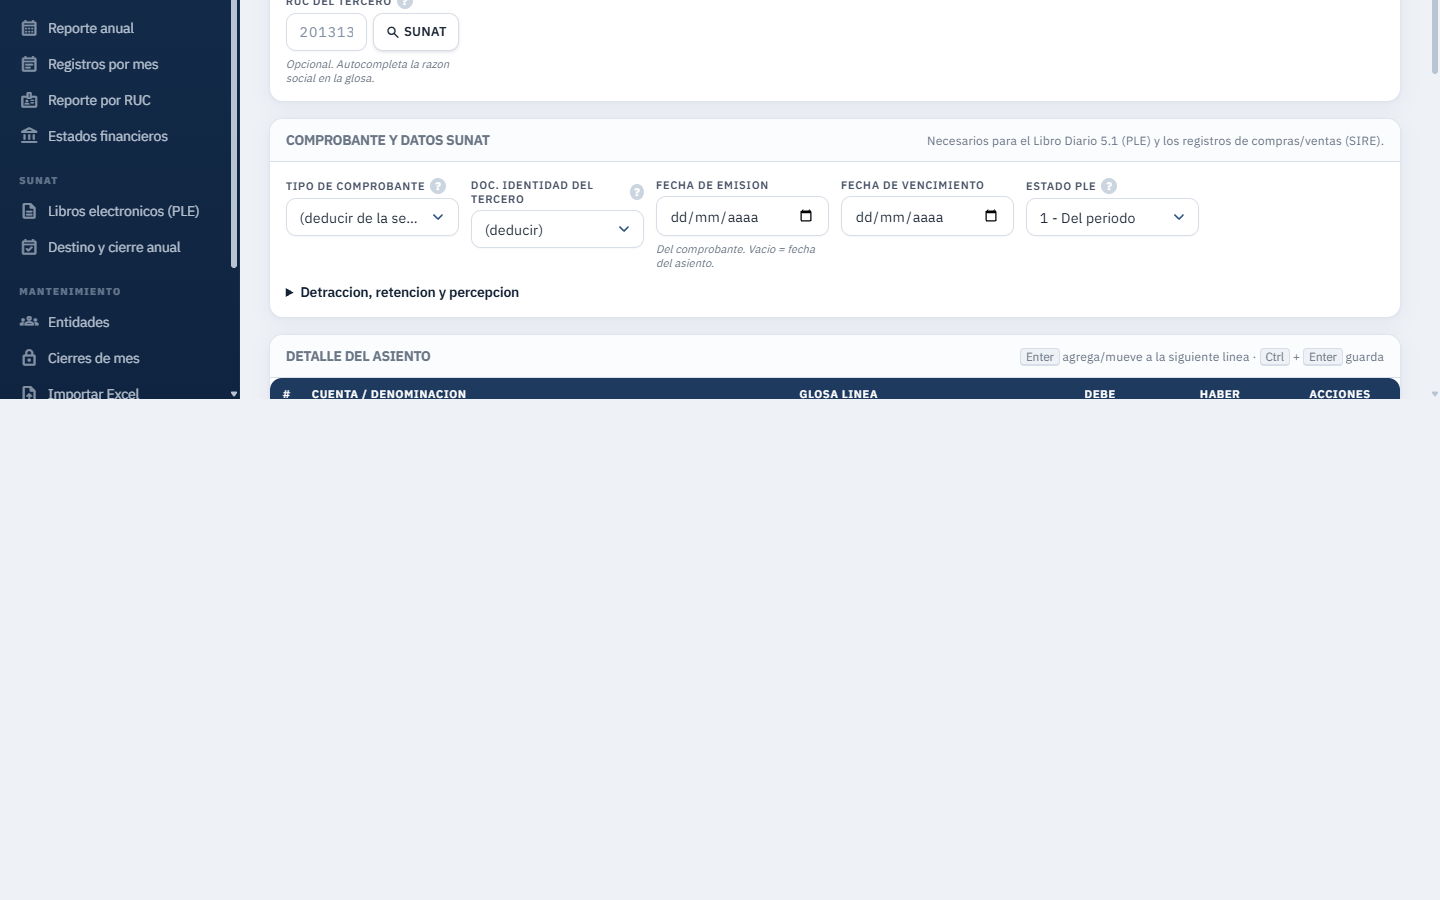 Reporte anual
Registros por mes
Reporte por RUC
Estados financieros
SUNAT
Libros electronicos (PLE)
Destino y cierre anual
MANTENIMIENTO
Entidades
Cierres de mes
Importar Excel
RUC DEL TERCERO ?
201313
SUNAT
Opcional. Autocompleta la razon
social en la glosa.
COMPROBANTE Y DATOS SUNAT
Necesarios para el Libro Diario 5.1 (PLE) y los registros de compras/ventas (SIRE).
TIPO DE COMPROBANTE ?
(deducir de la se...
DOC. IDENTIDAD DEL
TERCERO ?
(deducir)
FECHA DE EMISION
dd/mm/aaaa
Del comprobante. Vacio = fecha
del asiento.
FECHA DE VENCIMIENTO
dd/mm/aaaa
ESTADO PLE ?
1 - Del periodo
Detraccion, retencion y percepcion
DETALLE DEL ASIENTO
Enter agrega/mueve a la siguiente linea · Ctrl + Enter guarda
# CUENTA / DENOMINACION GLOSA LINEA DEBE HABER ACCIONES